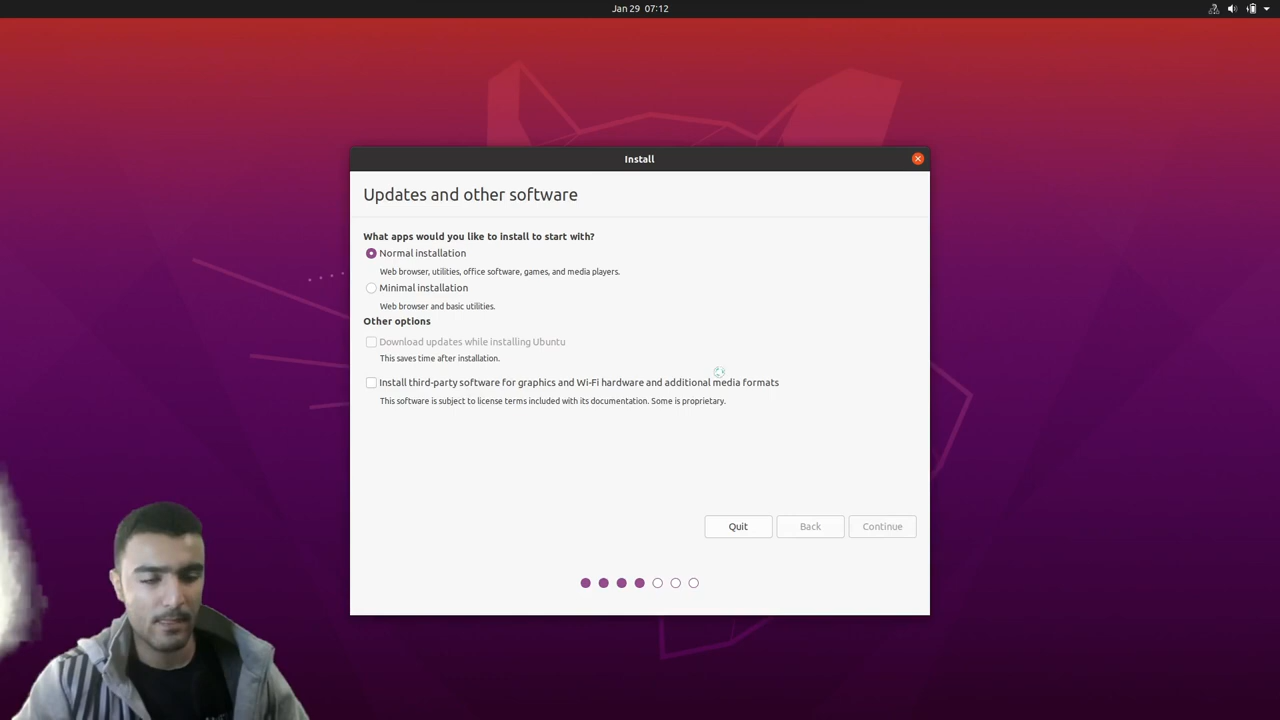 Jan 29 07:12
Install
Updates and other software
What apps would you like to install to start with?
Normal installation
Web browser, utilities, office software, games, and media players.
Minimal installation
Web browser and basic utilities.
Other options
Download updates while installing Ubuntu
This saves time after installation.
Install third-party software for graphics and Wi-Fi hardware and additional media formats
This software is subject to license terms included with its documentation. Some is proprietary.
Quit Back Continue